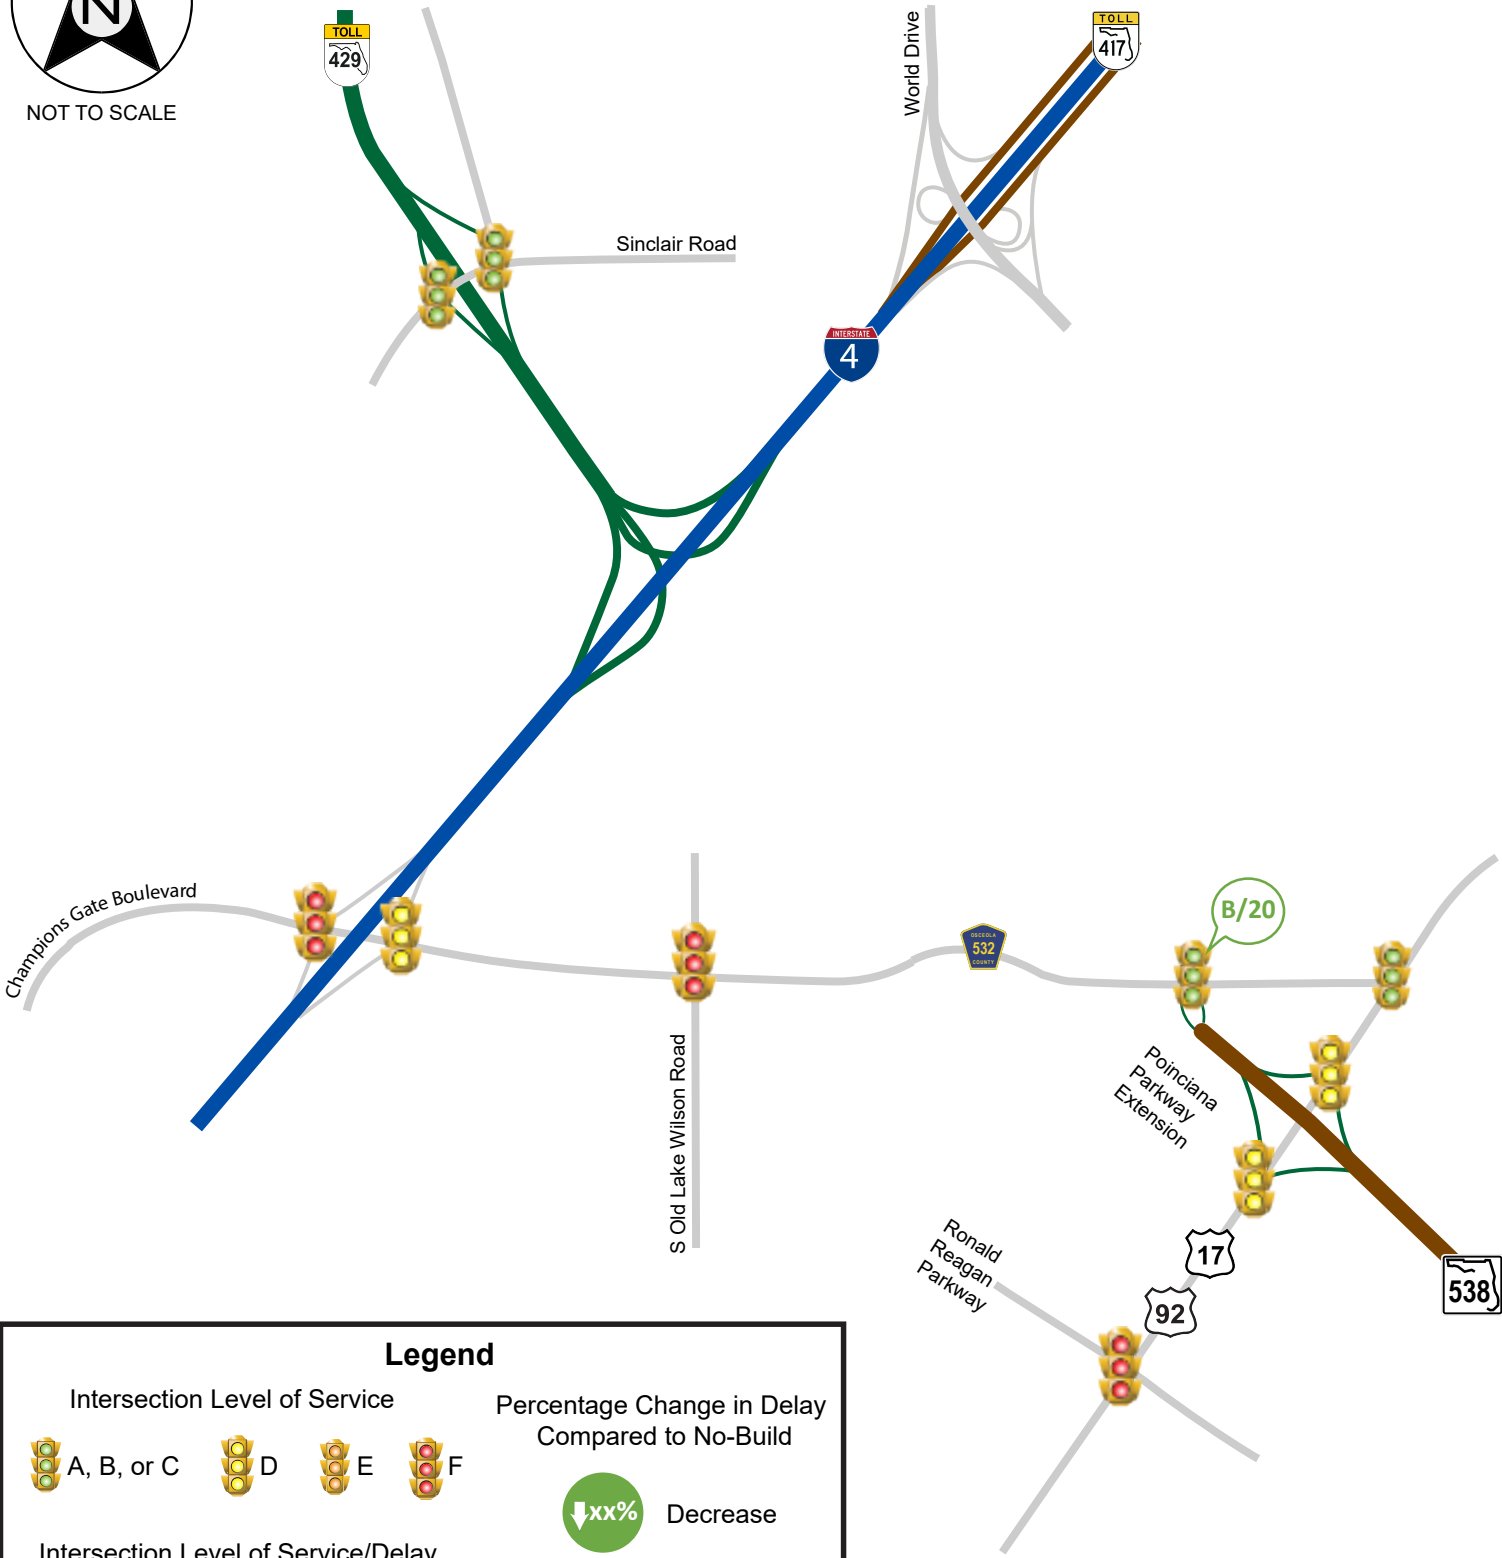 N
NOT TO SCALE
TOLL
429
World Drive
TOLL
417
Sinclair Road
INTERSTATE
4
Champions Gate Boulevard
S Old Lake Wilson Road
OSCEOLA
532
COUNTY
B/20
Poinciana
Parkway
Extension
17
92
538
Ronald
Reagan
Parkway
Legend
Intersection Level of Service
A, B, or C
D
E
F
Percentage Change in Delay
Compared to No-Build
xx%
Decrease
Intersection Level of Service/Delay